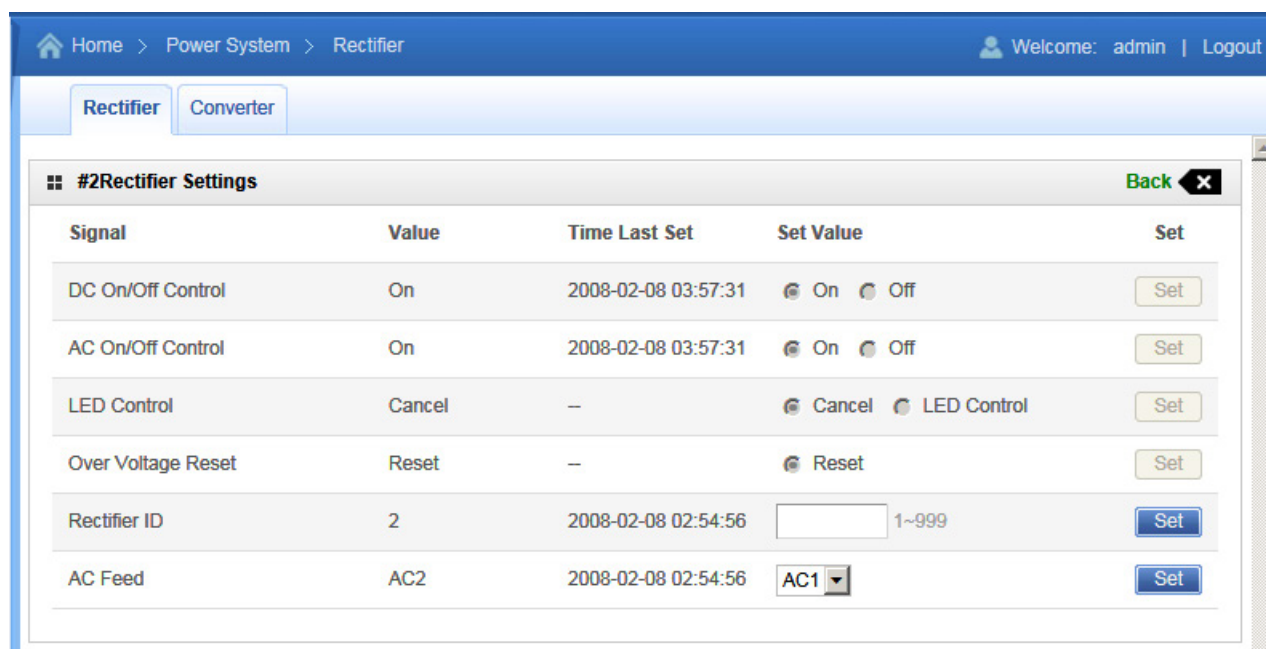 Home > Power System > Rectifier Welcome: admin | Logout
Rectifier Converter
#2Rectifier Settings Back
Signal Value Time Last Set Set Value Set
DC On/Off Control On 2008-02-08 03:57:31 On Off Set
AC On/Off Control On 2008-02-08 03:57:31 On Off Set
LED Control Cancel -- Cancel LED Control Set
Over Voltage Reset Reset -- Reset Set
Rectifier ID 2 2008-02-08 02:54:56 1~999 Set
AC Feed AC2 2008-02-08 02:54:56 AC1 Set